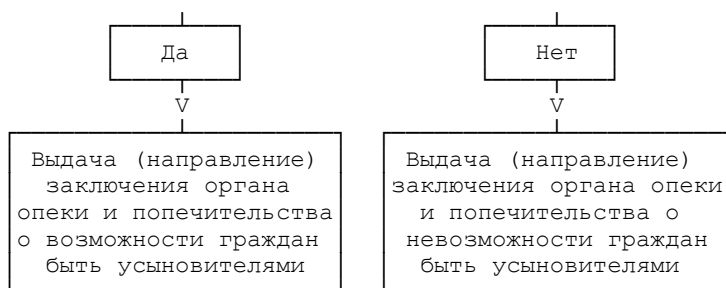 Да
Нет
V
V
Выдача (направление)
заключения органа
опеки и попечительства
о возможности граждан
быть усыновителями
Выдача (направление)
заключения органа опеки
и попечительства о
невозможности граждан
быть усыновителями